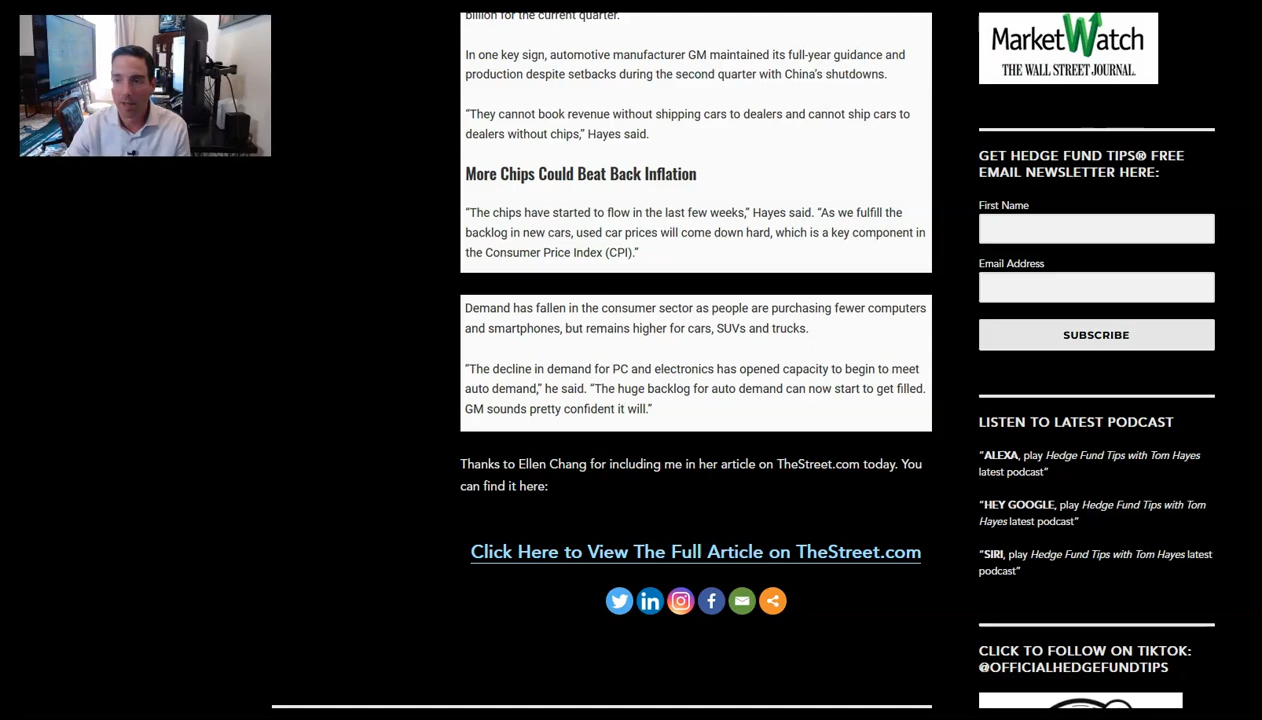 billion for the current quarter.
In one key sign, automotive manufacturer GM maintained its full-year guidance and
production despite setbacks during the second quarter with China’s shutdowns.
“They cannot book revenue without shipping cars to dealers and cannot ship cars to
dealers without chips,” Hayes said.
More Chips Could Beat Back Inflation
“The chips have started to flow in the last few weeks,” Hayes said. “As we fulfill the
backlog in new cars, used car prices will come down hard, which is a key component in
the Consumer Price Index (CPI).”
Demand has fallen in the consumer sector as people are purchasing fewer computers
and smartphones, but remains higher for cars, SUVs and trucks.
“The decline in demand for PC and electronics has opened capacity to begin to meet
auto demand,” he said. “The huge backlog for auto demand can now start to get filled.
GM sounds pretty confident it will.”
Thanks to Ellen Chang for including me in her article on TheStreet.com today. You
can find it here:
Click Here to View The Full Article on TheStreet.com
MarketWatch
THE WALL STREET JOURNAL.
GET HEDGE FUND TIPS® FREE
EMAIL NEWSLETTER HERE:
First Name
Email Address
SUBSCRIBE
LISTEN TO LATEST PODCAST
“ALEXA, play Hedge Fund Tips with Tom Hayes
latest podcast”
“HEY GOOGLE, play Hedge Fund Tips with Tom
Hayes latest podcast”
“SIRI, play Hedge Fund Tips with Tom Hayes latest
podcast”
CLICK TO FOLLOW ON TIKTOK:
@OFFICIALHEDGEFUNDTIPS